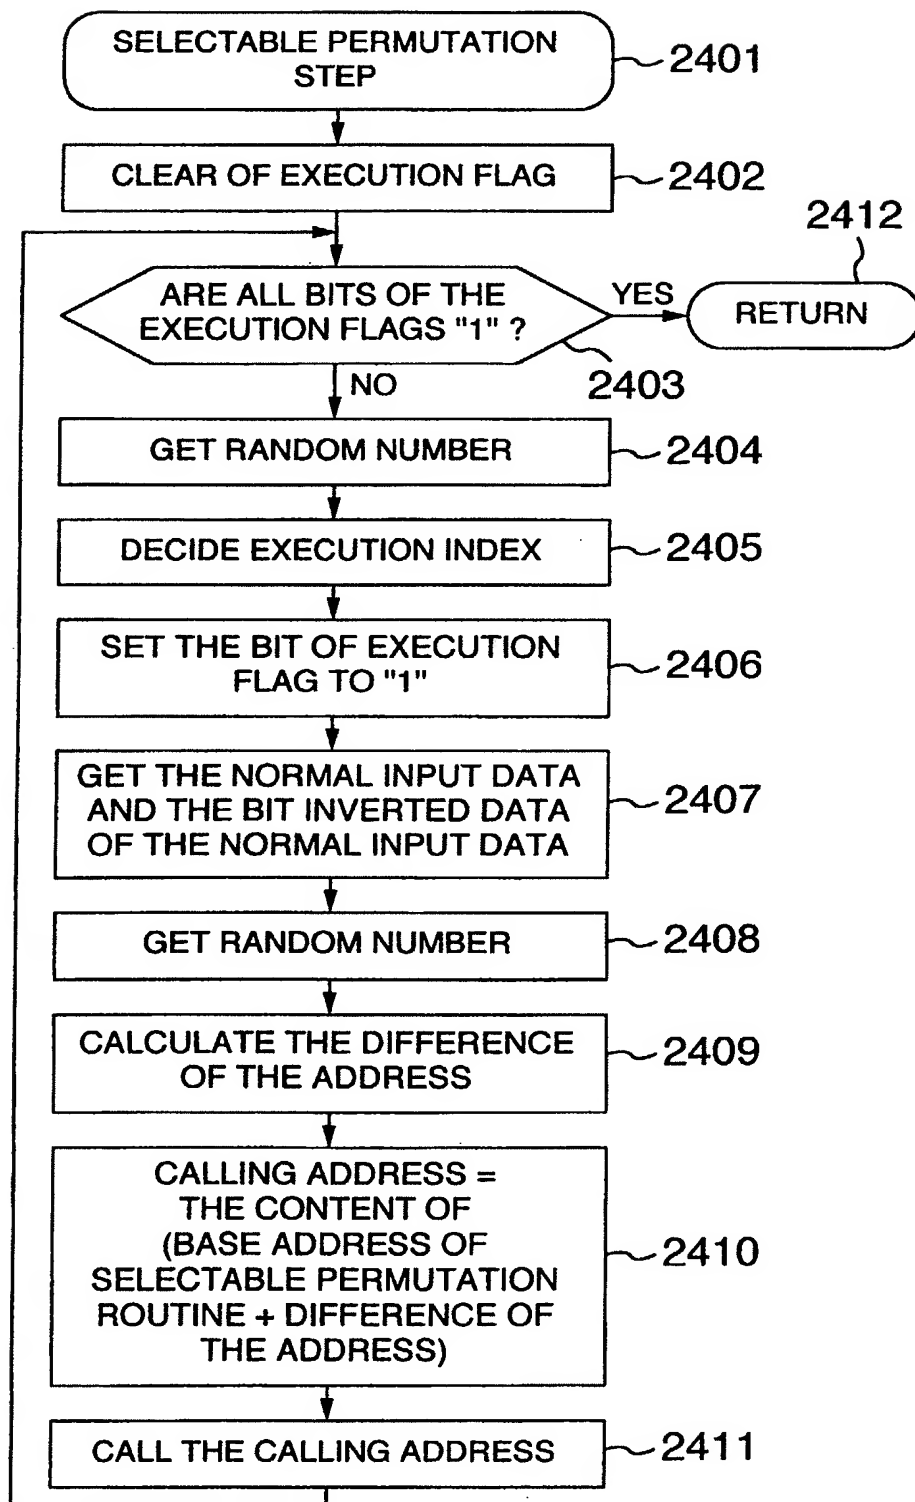 SELECTABLE PERMUTATION
STEP
2401
CLEAR OF EXECUTION FLAG
2402
2412
ARE ALL BITS OF THE
EXECUTION FLAGS "1" ?
YES
RETURN
2403
NO
GET RANDOM NUMBER
2404
DECIDE EXECUTION INDEX
2405
SET THE BIT OF EXECUTION
FLAG TO "1"
2406
GET THE NORMAL INPUT DATA
AND THE BIT INVERTED DATA
OF THE NORMAL INPUT DATA
2407
GET RANDOM NUMBER
2408
CALCULATE THE DIFFERENCE
OF THE ADDRESS
2409
CALLING ADDRESS =
THE CONTENT OF
(BASE ADDRESS OF
SELECTABLE PERMUTATION
ROUTINE + DIFFERENCE OF
THE ADDRESS)
2410
CALL THE CALLING ADDRESS
2411